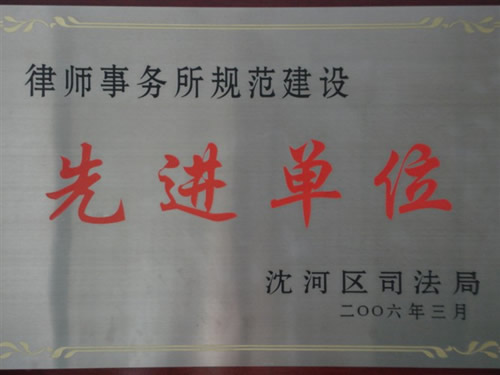 律师事务所规范建设
先进单位
沈河区司法局
二〇〇六年三月